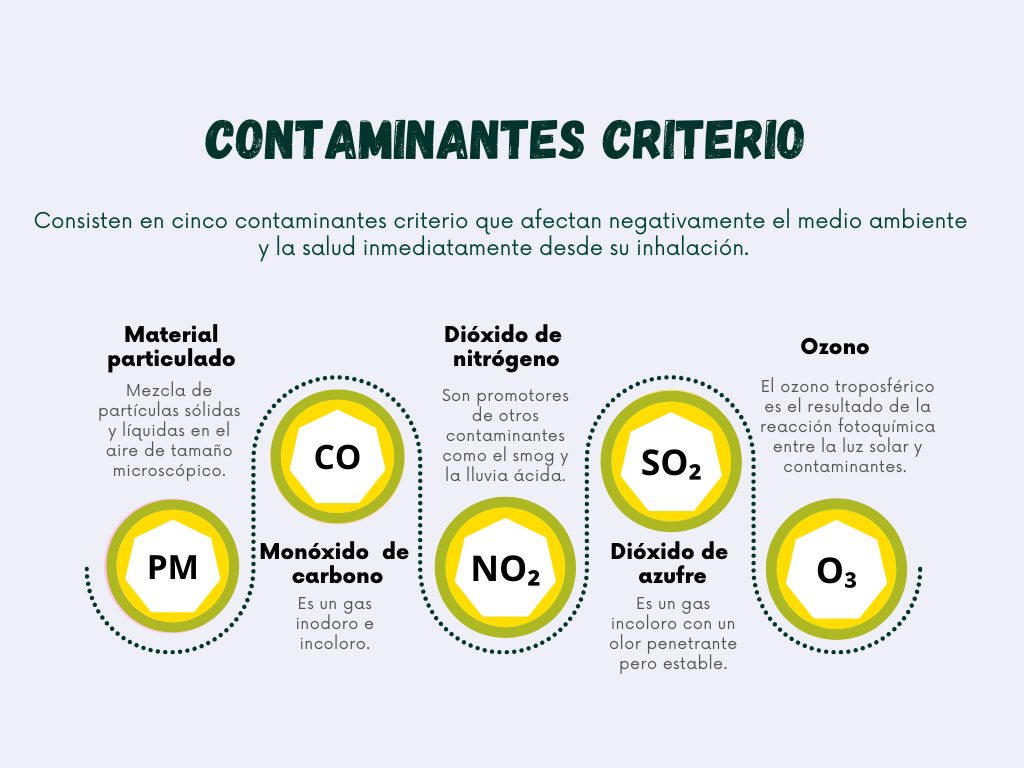 CONTAMINANTES CRITERIO
Consisten en cinco contaminantes criterio que afectan negativamente el medio ambiente
y la salud inmediatamente desde su inhalación.
Material
particulado
Mezcla de
partículas sólidas
y líquidas en el
aire de tamaño
microscópico.
PM
CO
Monóxido de
carbono
Es un gas
inodoro e
incoloro.
Dióxido de
nitrógeno
Son promotores
de otros
contaminantes
como el smog y
la lluvia ácida.
NO₂
SO₂
Dióxido de
azufre
Es un gas
incoloro con un
olor penetrante
pero estable.
Ozono
El ozono troposférico
es el resultado de la
reacción fotoquímica
entre la luz solar y
contaminantes.
O₃